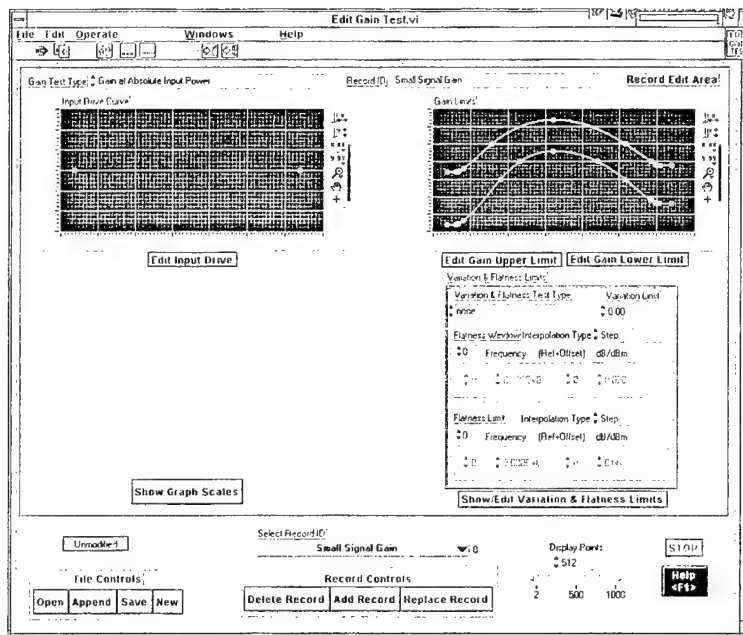 Edit Gain Test.vi
File Edit Operate Windows Help
Gain Test Type Gain at Absolute Input Power
Record ID: Small Signal Gain
Record Edit Area
Input Drive Curve
Gain Limits
Edit Input Drive
Edit Gain Upper Limit Edit Gain Lower Limit
Variation & Flatness Limits
Variation & Flatness Test Type Variation Limit
none 0.00
Flatness Window Interpolation Type Step
0 Frequency (Ref+Offset) dB/dBm
Flatness Limit Interpolation Type Step
0 Frequency (Ref+Offset) dB/dBm
Show Graph Scales
Show/Edit Variation & Flatness Limits
Unmodified
Select Record ID
Small Signal Gain 0
Display Points
512
2 500 1000
STOP
Help
<F1>
File Controls
Open Append Save New
Record Controls
Delete Record Add Record Replace Record